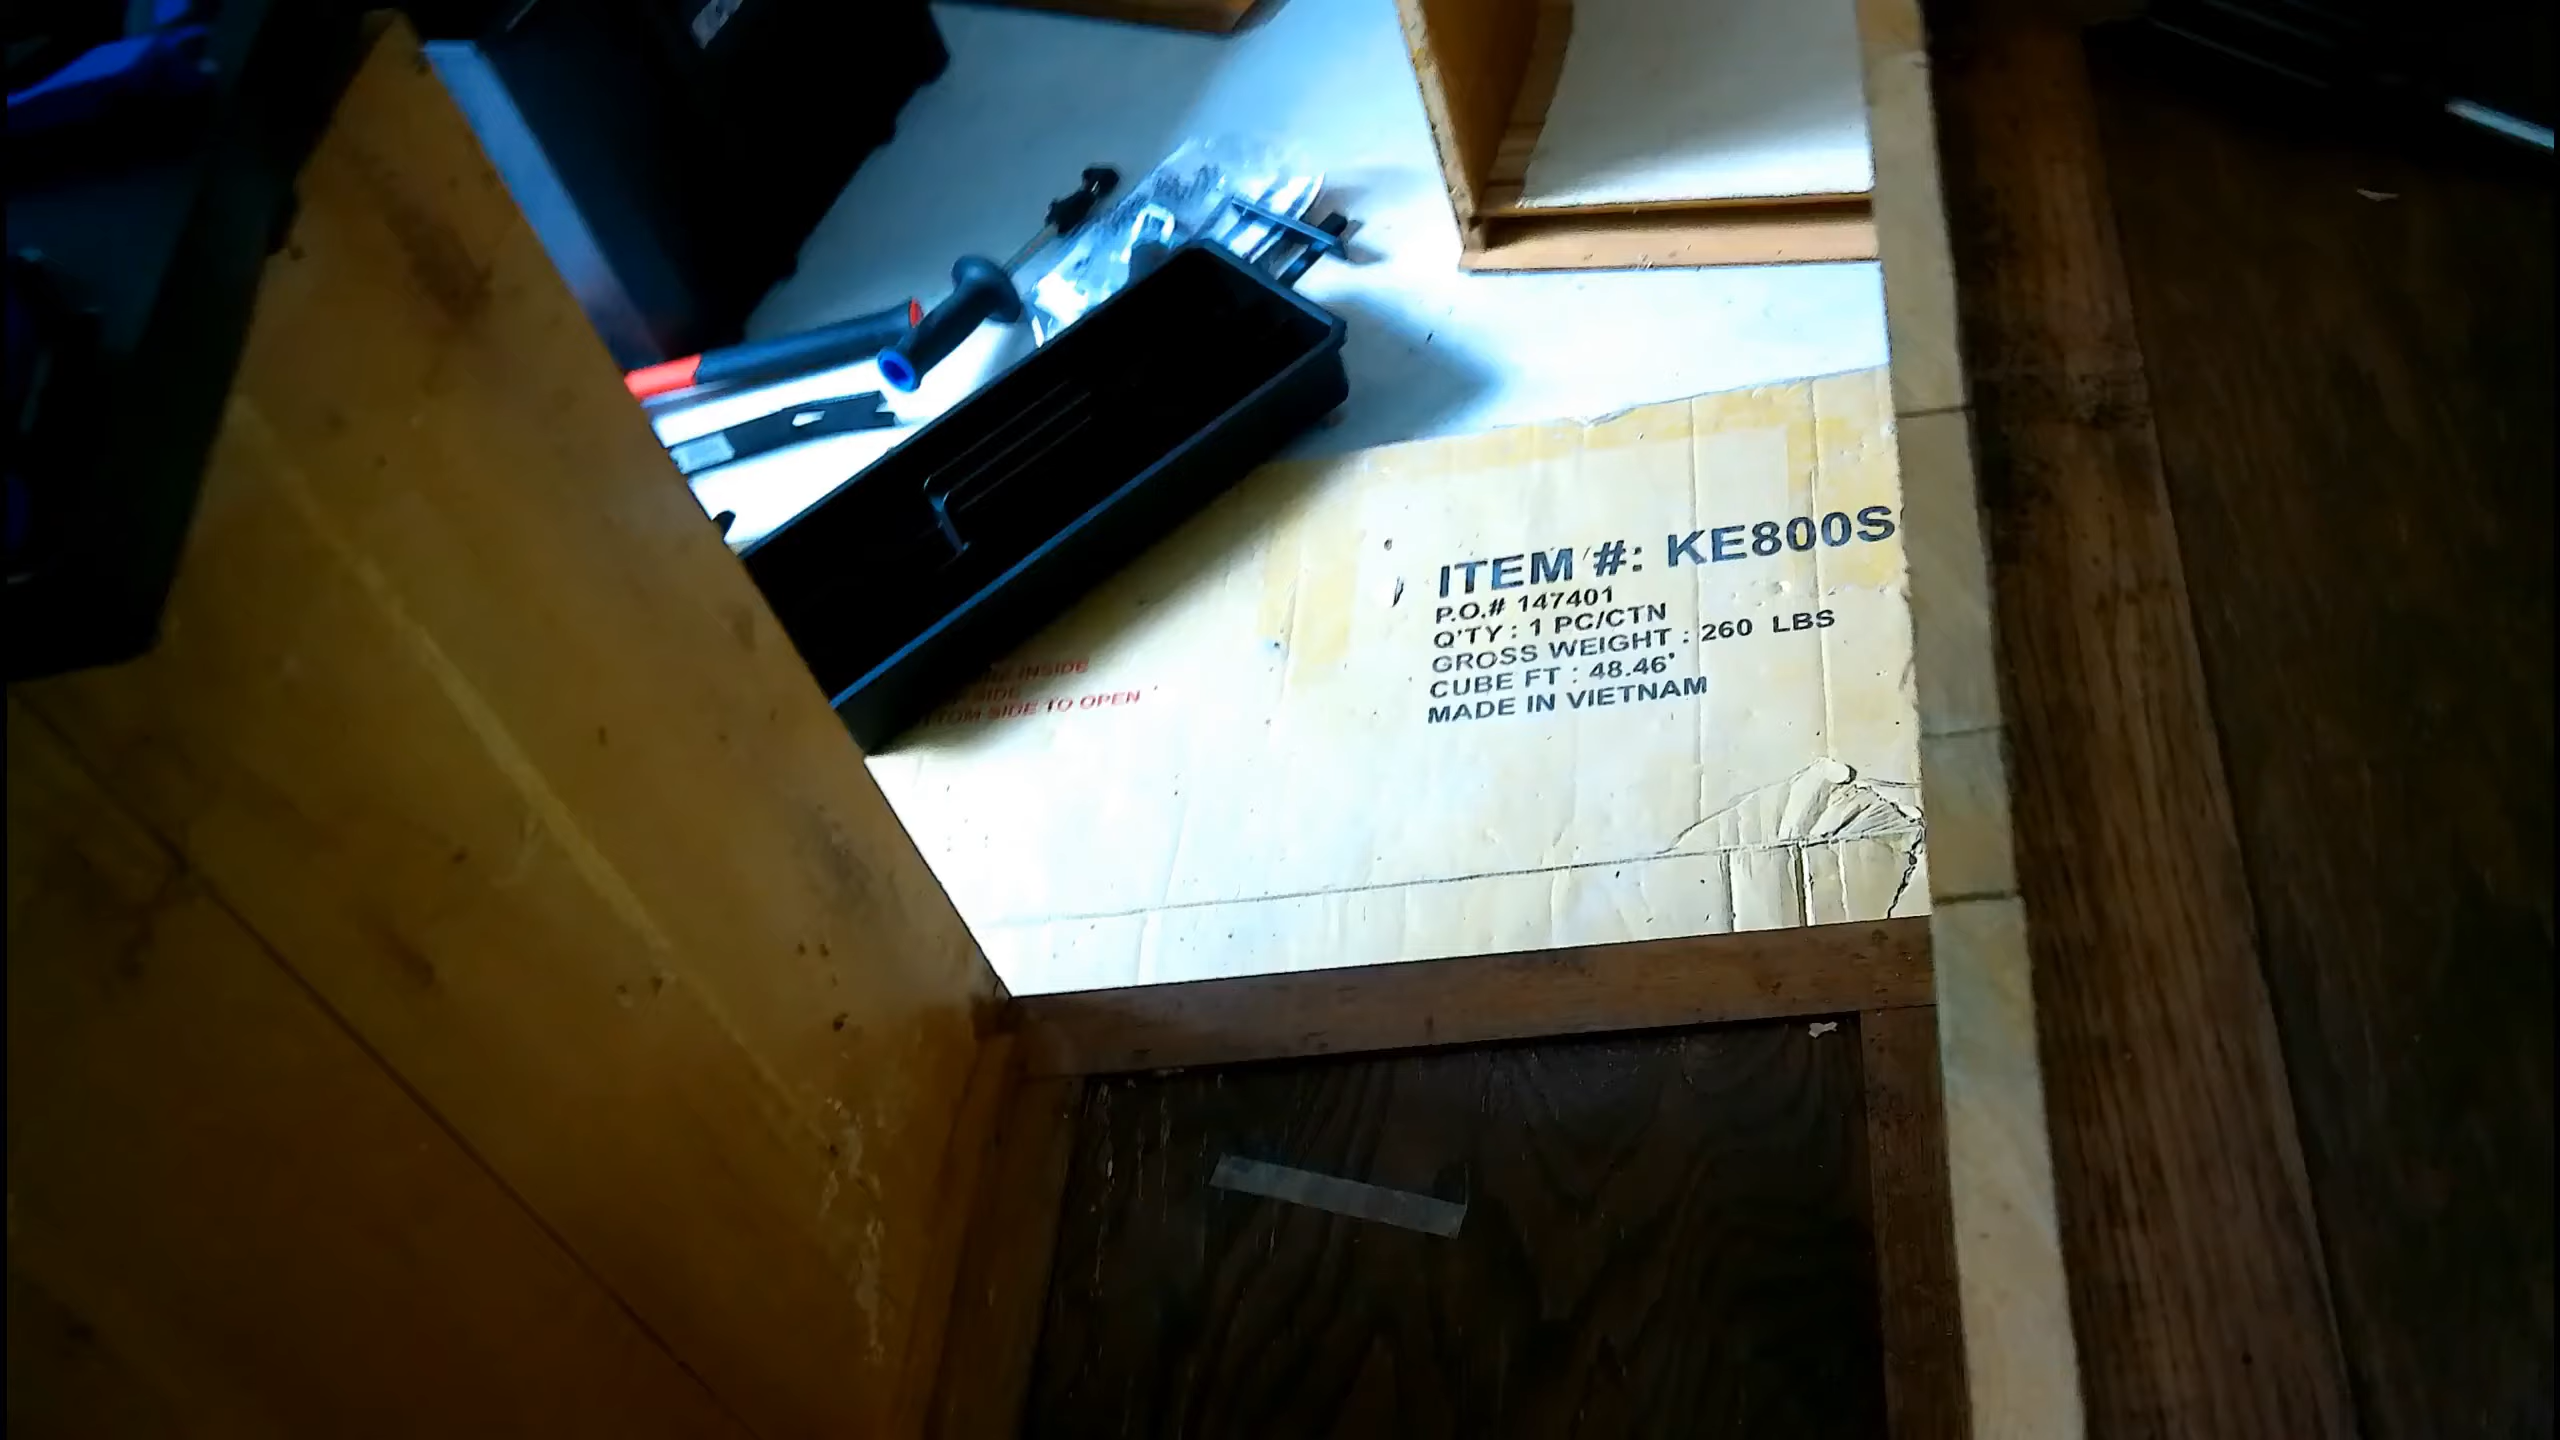 ITEM #: KE800S
P.O.# 147401
Q'TY : 1 PC/CTN
GROSS WEIGHT : 260 LBS
CUBE FT : 48.46'
MADE IN VIETNAM
INSIDE
SIDE
SIDE TO OPEN